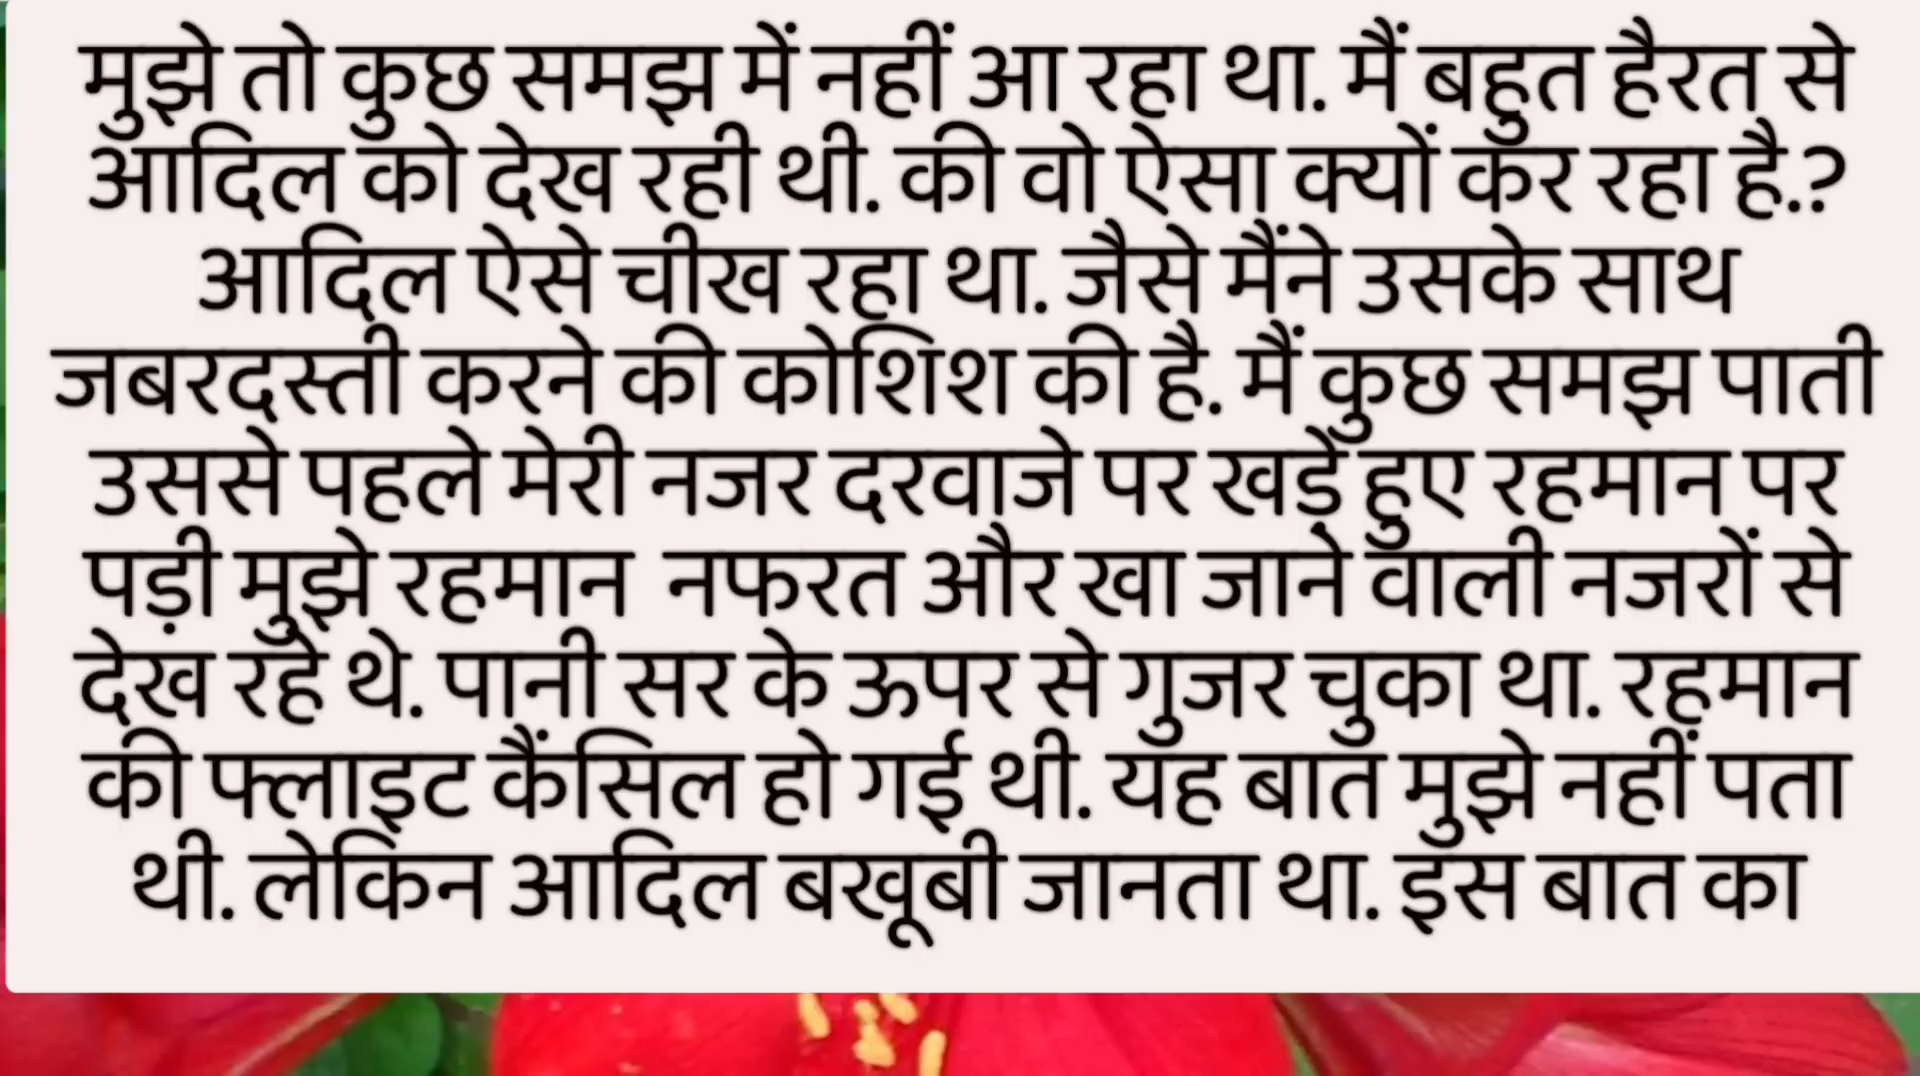 मुझे तो कुछ समझ में नहीं आ रहा था. मैं बहुत हैरत से
आदिल को देख रही थी. की वो ऐसा क्यों कर रहा है.?
आदिल ऐसे चीख रहा था. जैसे मैंने उसके साथ
जबरदस्ती करने की कोशिश की है. मैं कुछ समझ पाती
उससे पहले मेरी नजर दरवाजे पर खड़े हुए रहमान पर
पड़ी मुझे रहमान नफरत और खा जाने वाली नजरों से
देख रहे थे. पानी सर के ऊपर से गुजर चुका था. रहमान
की फ्लाइट कैंसिल हो गई थी. यह बात मुझे नहीं पता
थी. लेकिन आदिल बखूबी जानता था. इस बात का